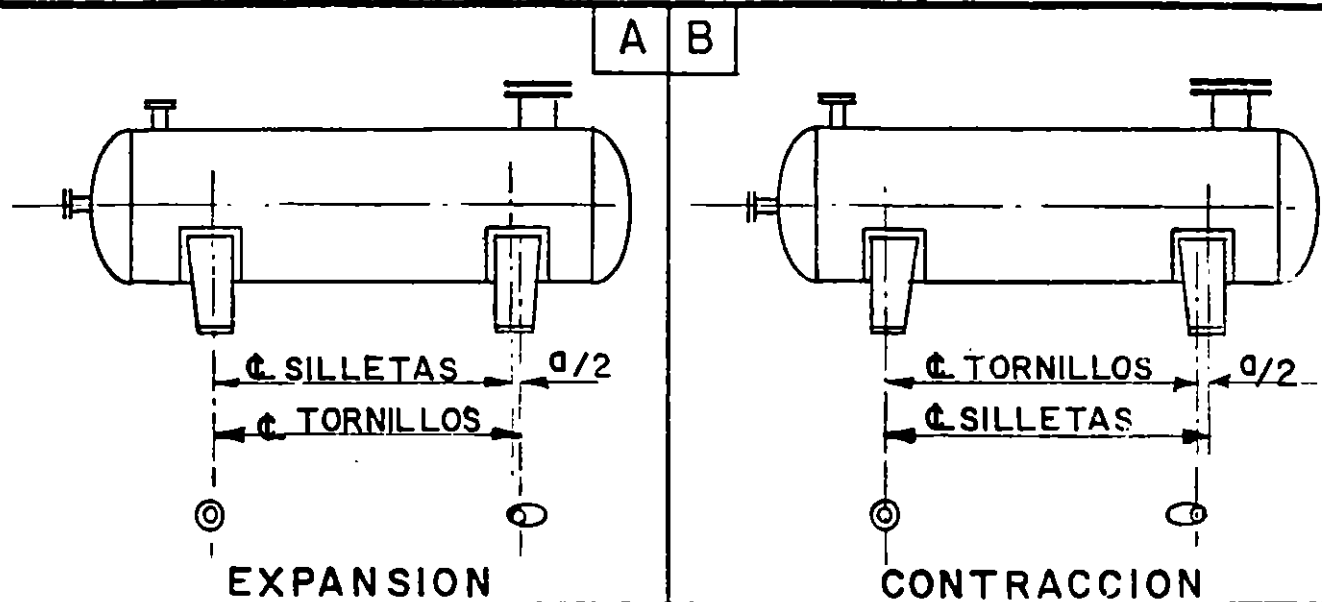 A B
℄ SILLETAS a/2
℄ TORNILLOS
EXPANSION
℄ TORNILLOS a/2
℄ SILLETAS
CONTRACCION